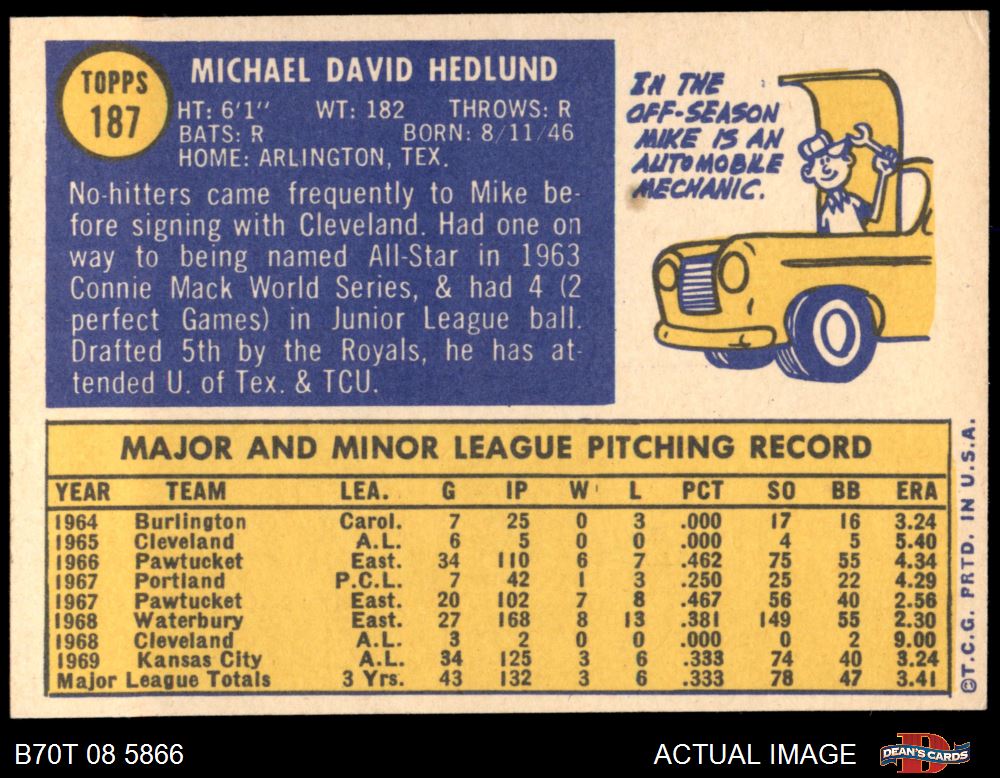 TOPPS
187
MICHAEL DAVID HEDLUND
HT: 6'1" WT: 182 THROWS: R
BATS: R BORN: 8/11/46
HOME: ARLINGTON, TEX.
No-hitters came frequently to Mike be-
fore signing with Cleveland. Had one on
way to being named All-Star in 1963
Connie Mack World Series, & had 4 (2
perfect Games) in Junior League ball.
Drafted 5th by the Royals, he has at-
tended U. of Tex. & TCU.
IN THE
OFF-SEASON
MIKE IS AN
AUTOMOBILE
MECHANIC.
MAJOR AND MINOR LEAGUE PITCHING RECORD
YEAR TEAM LEA. G IP W L PCT SO BB ERA
1964 Burlington Carol. 7 25 0 3 .000 17 16 3.24
1965 Cleveland A.L. 6 5 0 0 .000 4 5 5.40
1966 Pawtucket East. 34 110 6 7 .462 75 55 4.34
1967 Portland P.C.L. 7 42 1 3 .250 25 22 4.29
1967 Pawtucket East. 20 102 7 8 .467 56 40 2.56
1968 Waterbury East. 27 168 8 13 .381 149 55 2.30
1968 Cleveland A.L. 3 2 0 0 .000 0 2 9.00
1969 Kansas City A.L. 34 125 3 6 .333 74 40 3.24
Major League Totals 3 Yrs. 43 132 3 6 .333 78 47 3.41
©T.C.G. PRTD. IN U.S.A.
B70T 08 5866
ACTUAL IMAGE
D
DEAN'S CARDS